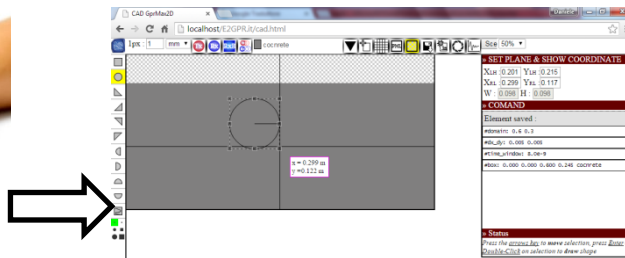 CAD GprMax2D
localhost/E2GPR.it/cad.html
1px: 1 mm cocnrete PNG Size 50%
» SET PLANE & SHOW COORDINATE
XLH :0.201 YLH :0.215
XRL :0.299 YRL :0.117
W : 0.098 H : 0.098
» COMAND
Element saved :
#domain: 0.6 0.3
#dx_dy: 0.005 0.005
#time_window: 8.0e-9
#box: 0.000 0.000 0.600 0.245 cocnrete
x = 0.299 m
y =0.122 m
» Status
Press the arrows key to move selection, press Enter
Double-Click on selection to draw shape